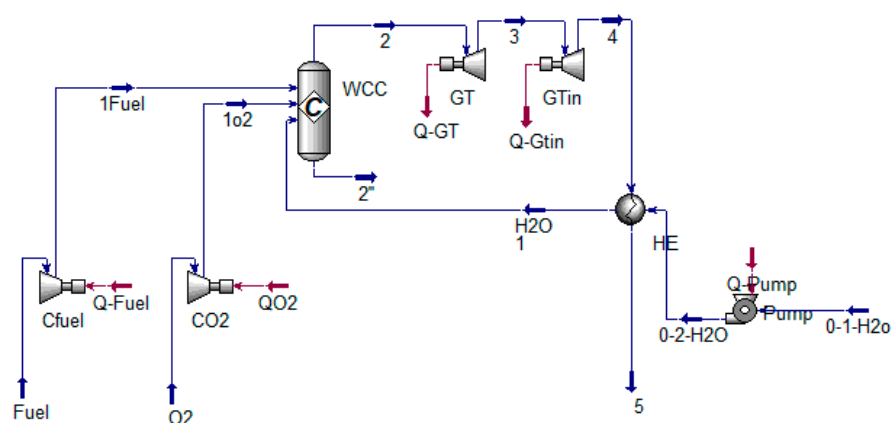 2
3
4
WCC
1Fuel
1o2
C
GT
GTin
Q-GT
Q-Gtin
2"
H2O
1
HE
Q-Fuel
QO2
Q-Pump
Cfuel
CO2
Pump
0-2-H2O
0-1-H2o
Fuel
O2
5